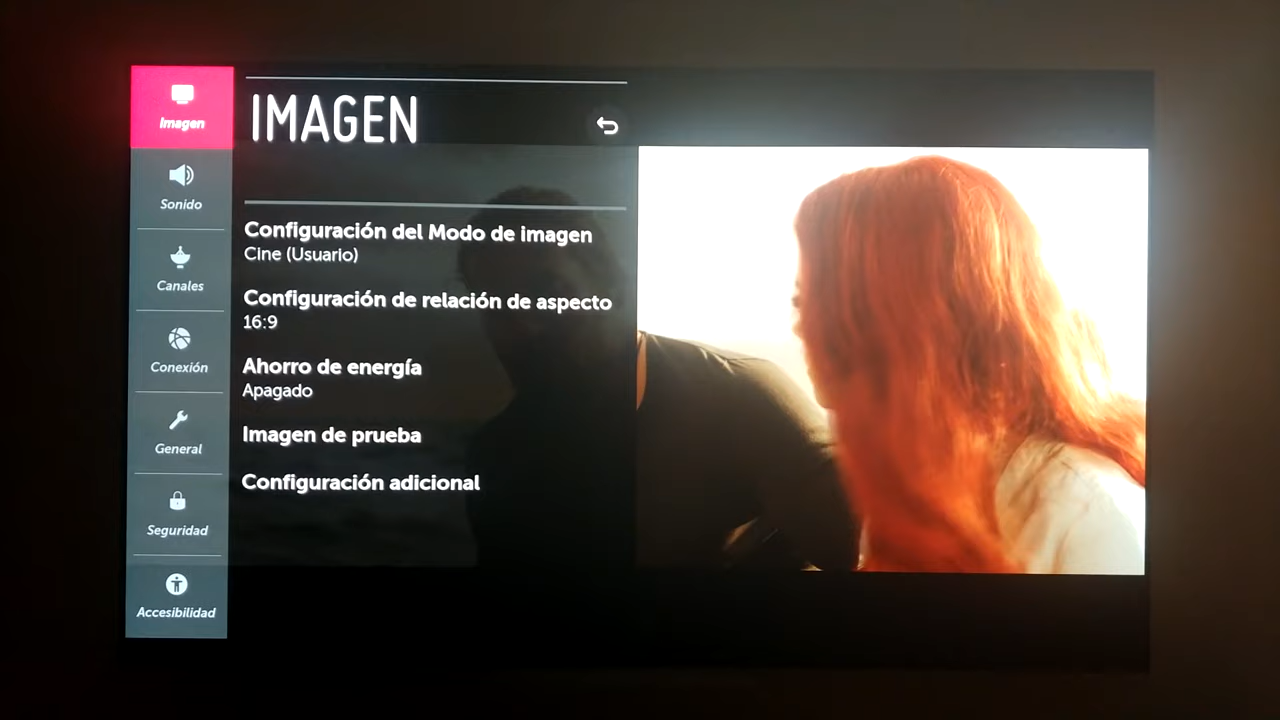 Imagen
Sonido
Canales
Conexión
General
Seguridad
Accesibilidad
IMAGEN
Configuración del Modo de imagen
Cine (Usuario)
Configuración de relación de aspecto
16:9
Ahorro de energía
Apagado
Imagen de prueba
Configuración adicional